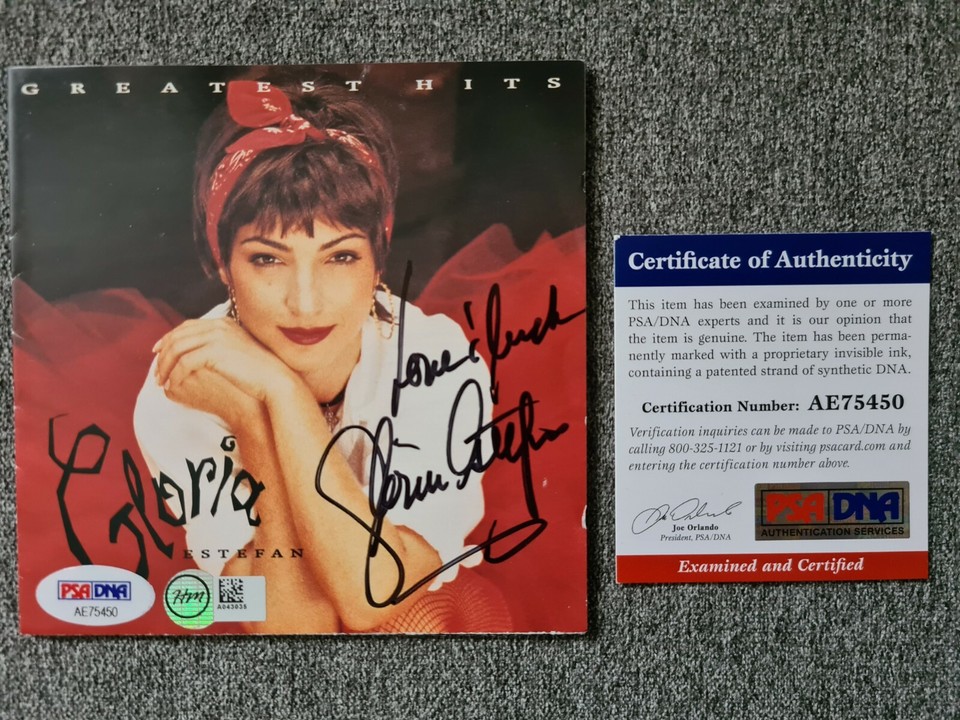 GREATEST HITS
Love & luck
Gloria Estefan
Gloria
ESTEFAN
PSA DNA
AE75450
HM
A043035
Certificate of Authenticity
This item has been examined by one or more
PSA/DNA experts and it is our opinion that
the item is genuine. The item has been perma-
nently marked with a proprietary invisible ink,
containing a patented strand of synthetic DNA.
Certification Number: AE75450
Verification inquiries can be made to PSA/DNA by
calling 800-325-1121 or by visiting psacard.com and
entering the certification number above.
Joe Orlando
President, PSA/DNA
PSA DNA
AUTHENTICATION SERVICES
Examined and Certified